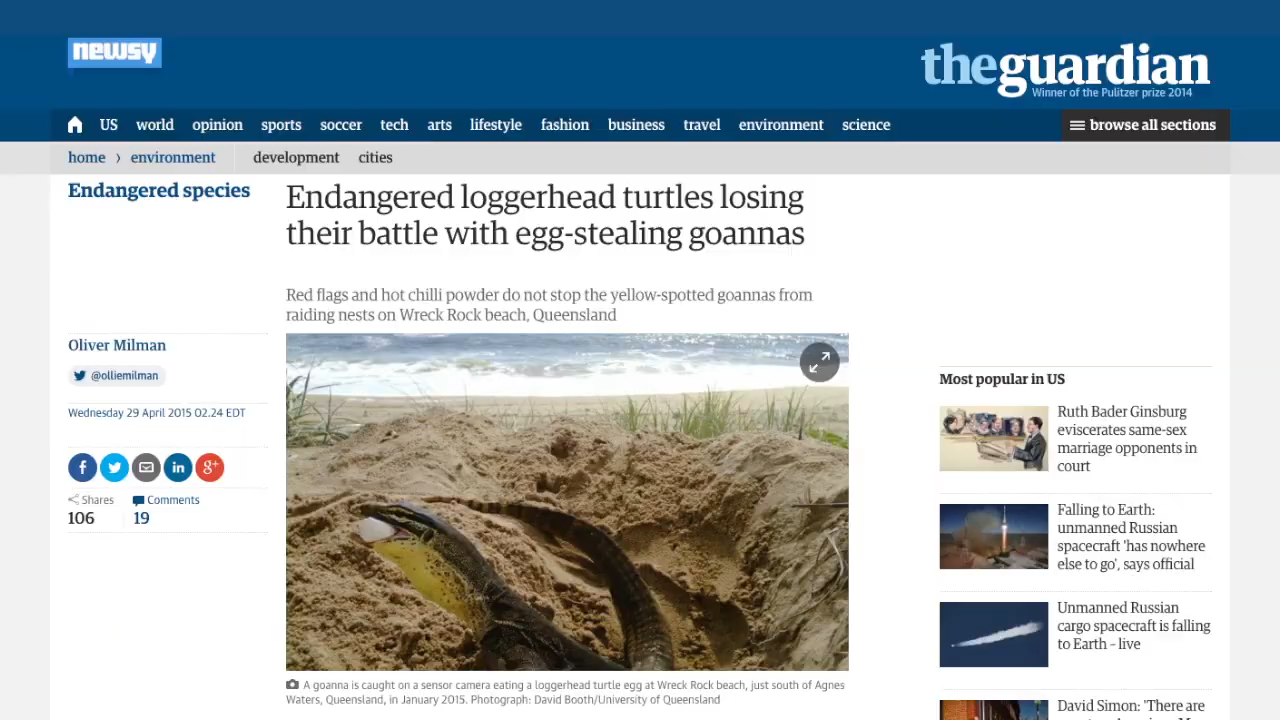 newsy
theguardian
Winner of the Pulitzer prize 2014
US world opinion sports soccer tech arts lifestyle fashion business travel environment science
browse all sections
home › environment development cities
Endangered species
Endangered loggerhead turtles losing
their battle with egg-stealing goannas
Red flags and hot chilli powder do not stop the yellow-spotted goannas from
raiding nests on Wreck Rock beach, Queensland
Oliver Milman
@olliemilman
Wednesday 29 April 2015 02.24 EDT
f in g+
Shares Comments
106 19
A goanna is caught on a sensor camera eating a loggerhead turtle egg at Wreck Rock beach, just south of Agnes
Waters, Queensland, in January 2015. Photograph: David Booth/University of Queensland
Most popular in US
Ruth Bader Ginsburg
eviscerates same-sex
marriage opponents in
court
Falling to Earth:
unmanned Russian
spacecraft 'has nowhere
else to go', says official
Unmanned Russian
cargo spacecraft is falling
to Earth – live
David Simon: 'There are